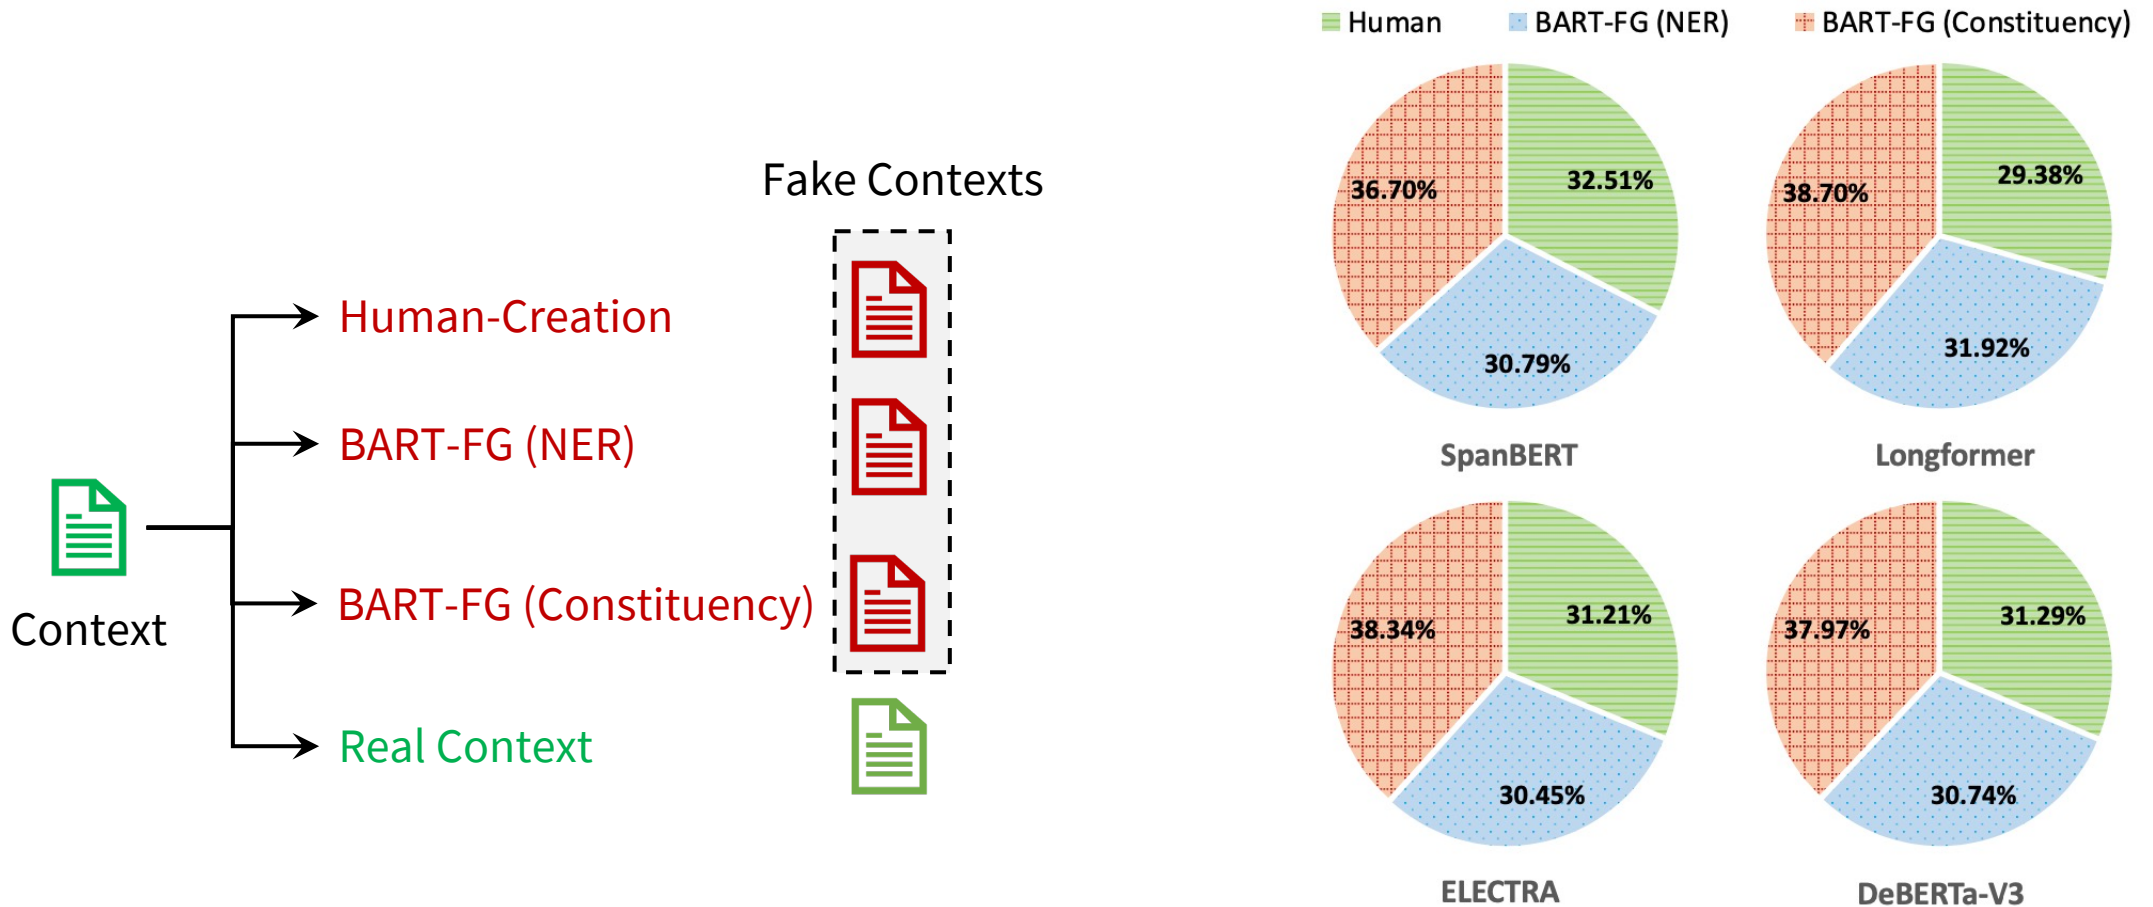 Fake Contexts
Human-Creation
BART-FG (NER)
BART-FG (Constituency)
Real Context
Context
Human
BART-FG (NER)
BART-FG (Constituency)
36.70%
32.51%
30.79%
SpanBERT
38.70%
29.38%
31.92%
Longformer
38.34%
31.21%
30.45%
ELECTRA
37.97%
31.29%
30.74%
DeBERTa-V3